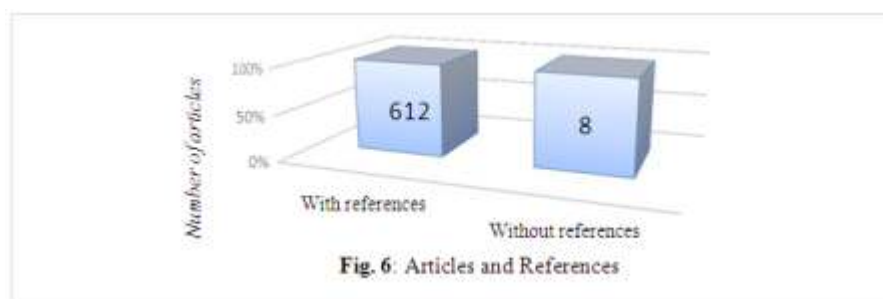 Number of articles
100%
50%
0%
612
8
With references
Without references
Fig. 6: Articles and References